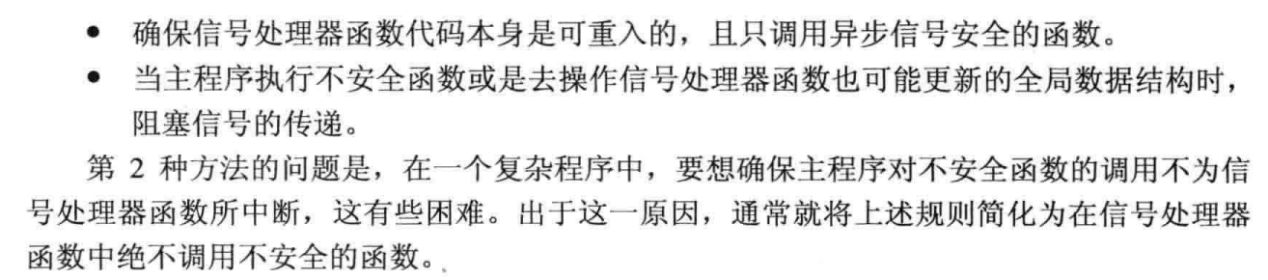 ● 确保信号处理器函数代码本身是可重入的，且只调用异步信号安全的函数。
● 当主程序执行不安全函数或是去操作信号处理器函数也可能更新的全局数据结构时，
阻塞信号的传递。
第 2 种方法的问题是，在一个复杂程序中，要想确保主程序对不安全函数的调用不为信
号处理器函数所中断，这有些困难。出于这一原因，通常就将上述规则简化为在信号处理器
函数中绝不调用不安全的函数。